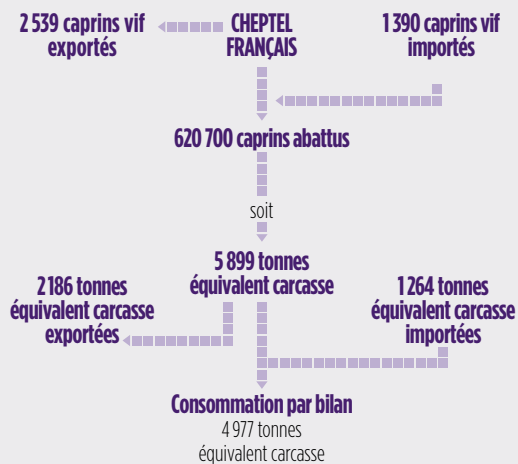 2 539 caprins vif
exportés
CHEPTEL
FRANÇAIS
1 390 caprins vif
importés
620 700 caprins abattus
soit
5 899 tonnes
équivalent carcasse
2 186 tonnes
équivalent carcasse
exportées
1 264 tonnes
équivalent carcasse
importées
Consommation par bilan
4 977 tonnes
équivalent carcasse